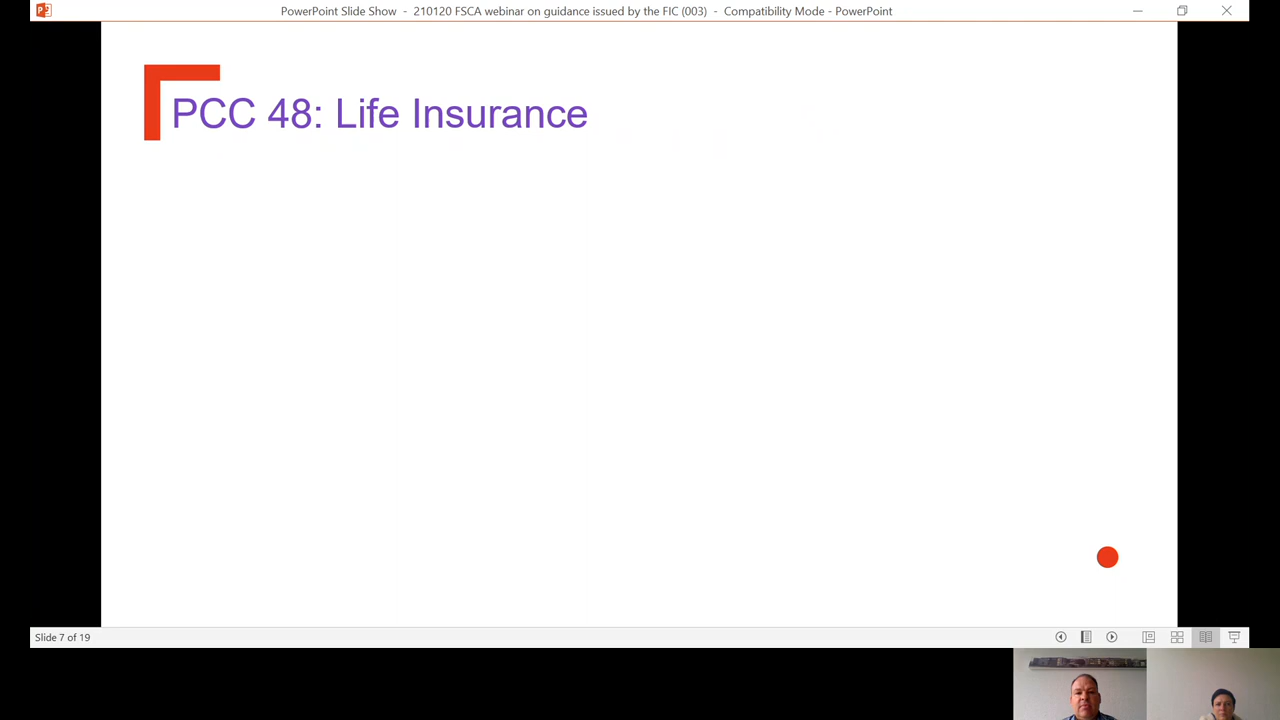 PowerPoint Slide Show - 210120 FSCA webinar on guidance issued by the FIC (003) - Compatibility Mode - PowerPoint
PCC 48: Life Insurance
Slide 7 of 19